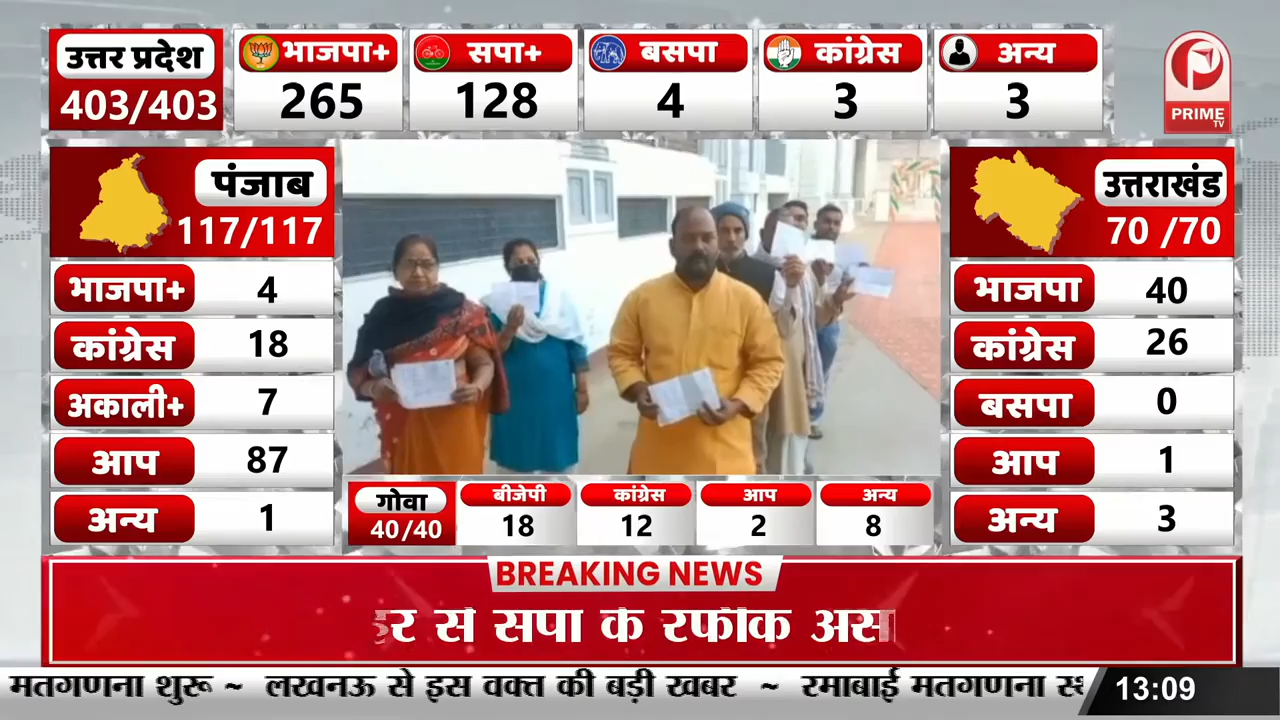 उत्तर प्रदेश
403/403
भाजपा+
265
सपा+
128
बसपा
4
कांग्रेस
3
अन्य
3
PRIME
TV
पंजाब
117/117
भाजपा+ 4
कांग्रेस 18
अकाली+ 7
आप 87
अन्य 1
उत्तराखंड
70 /70
भाजपा 40
कांग्रेस 26
बसपा 0
आप 1
अन्य 3
गोवा
40/40
बीजेपी
18
कांग्रेस
12
आप
2
अन्य
8
BREAKING NEWS
से सपा के रफीक
मतगणना शुरू ~ लखनऊ से इस वक्त की बड़ी खबर ~ रमाबाई मतगणना
13:09